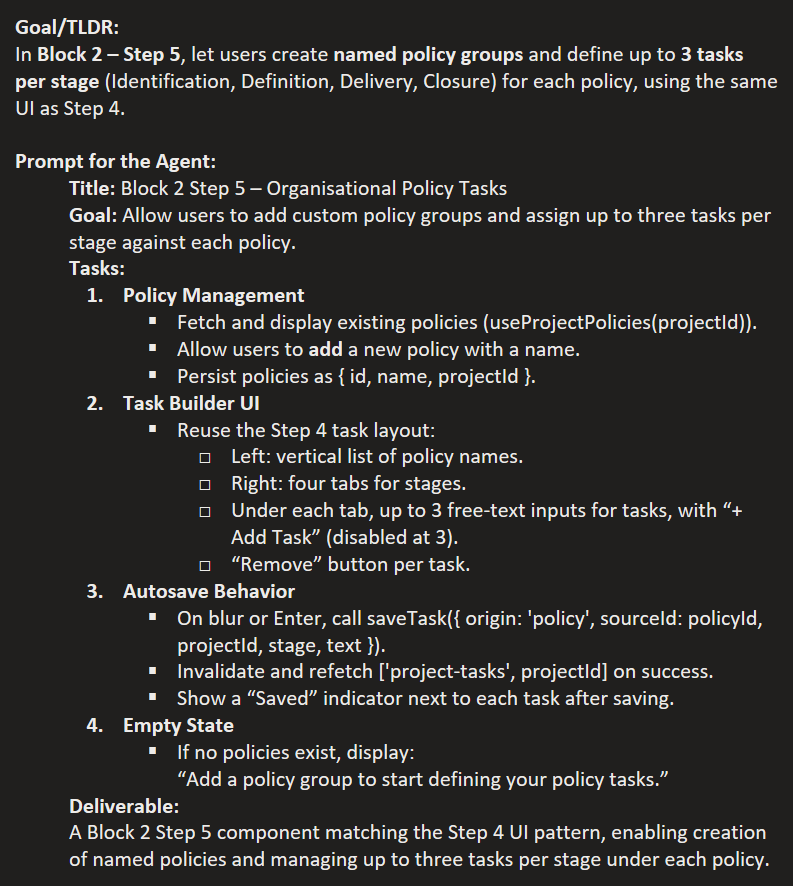 Goal/TLDR:
In Block 2 – Step 5, let users create named policy groups and define up to 3 tasks
per stage (Identification, Definition, Delivery, Closure) for each policy, using the same
UI as Step 4.
Prompt for the Agent:
Title: Block 2 Step 5 – Organisational Policy Tasks
Goal: Allow users to add custom policy groups and assign up to three tasks per
stage against each policy.
Tasks:
1. Policy Management
▪ Fetch and display existing policies (useProjectPolicies(projectId)).
▪ Allow users to add a new policy with a name.
▪ Persist policies as { id, name, projectId }.
2. Task Builder UI
▪ Reuse the Step 4 task layout:
□ Left: vertical list of policy names.
□ Right: four tabs for stages.
□ Under each tab, up to 3 free-text inputs for tasks, with “+
Add Task” (disabled at 3).
□ “Remove” button per task.
3. Autosave Behavior
▪ On blur or Enter, call saveTask({ origin: 'policy', sourceId: policyId,
projectId, stage, text }).
▪ Invalidate and refetch ['project-tasks', projectId] on success.
▪ Show a “Saved” indicator next to each task after saving.
4. Empty State
▪ If no policies exist, display:
“Add a policy group to start defining your policy tasks.”
Deliverable:
A Block 2 Step 5 component matching the Step 4 UI pattern, enabling creation
of named policies and managing up to three tasks per stage under each policy.